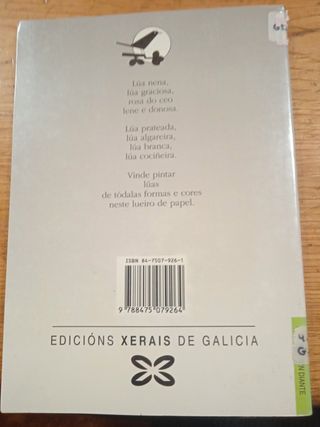 Lúa nena,
lúa graciosa,
rosa do ceo
lene e donosa.
Lúa prateada,
lúa algareira,
lúa branca,
lúa cociñeira.
Vinde pintar
lúas
de tódalas formas e cores
neste lueiro de papel.
ISBN 84-7507-926-1
9 788475 079264
EDICIÓNS XERAIS DE GALICIA
N DIANTE